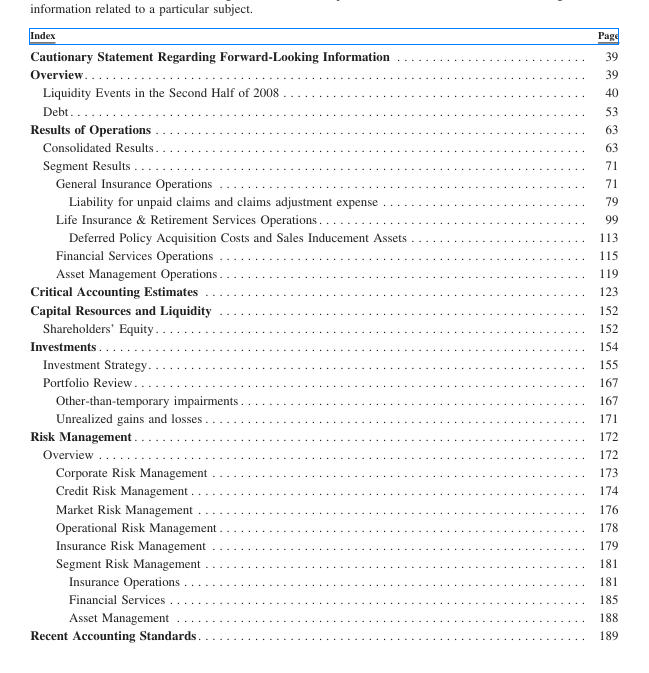 information related to a particular subject.
Index Page
Cautionary Statement Regarding Forward-Looking Information . . . . . . . . . . . . . . . . . . . . . . . . . . . 39
Overview. . . . . . . . . . . . . . . . . . . . . . . . . . . . . . . . . . . . . . . . . . . . . . . . . . . . . . . . . . . . . . . . . . . . . . . 39
Liquidity Events in the Second Half of 2008 . . . . . . . . . . . . . . . . . . . . . . . . . . . . . . . . . . . . . . . . . . . 40
Debt. . . . . . . . . . . . . . . . . . . . . . . . . . . . . . . . . . . . . . . . . . . . . . . . . . . . . . . . . . . . . . . . . . . . . . . . . 53
Results of Operations . . . . . . . . . . . . . . . . . . . . . . . . . . . . . . . . . . . . . . . . . . . . . . . . . . . . . . . . . . . . . 63
Consolidated Results. . . . . . . . . . . . . . . . . . . . . . . . . . . . . . . . . . . . . . . . . . . . . . . . . . . . . . . . . . . . . 63
Segment Results . . . . . . . . . . . . . . . . . . . . . . . . . . . . . . . . . . . . . . . . . . . . . . . . . . . . . . . . . . . . . . . . 71
General Insurance Operations . . . . . . . . . . . . . . . . . . . . . . . . . . . . . . . . . . . . . . . . . . . . . . . . . . . . 71
Liability for unpaid claims and claims adjustment expense . . . . . . . . . . . . . . . . . . . . . . . . . . . . . 79
Life Insurance & Retirement Services Operations. . . . . . . . . . . . . . . . . . . . . . . . . . . . . . . . . . . . . . 99
Deferred Policy Acquisition Costs and Sales Inducement Assets . . . . . . . . . . . . . . . . . . . . . . . . . 113
Financial Services Operations . . . . . . . . . . . . . . . . . . . . . . . . . . . . . . . . . . . . . . . . . . . . . . . . . . . . 115
Asset Management Operations. . . . . . . . . . . . . . . . . . . . . . . . . . . . . . . . . . . . . . . . . . . . . . . . . . . . 119
Critical Accounting Estimates . . . . . . . . . . . . . . . . . . . . . . . . . . . . . . . . . . . . . . . . . . . . . . . . . . . . . . 123
Capital Resources and Liquidity . . . . . . . . . . . . . . . . . . . . . . . . . . . . . . . . . . . . . . . . . . . . . . . . . . . . 152
Shareholders' Equity. . . . . . . . . . . . . . . . . . . . . . . . . . . . . . . . . . . . . . . . . . . . . . . . . . . . . . . . . . . . . 152
Investments. . . . . . . . . . . . . . . . . . . . . . . . . . . . . . . . . . . . . . . . . . . . . . . . . . . . . . . . . . . . . . . . . . . . . 154
Investment Strategy. . . . . . . . . . . . . . . . . . . . . . . . . . . . . . . . . . . . . . . . . . . . . . . . . . . . . . . . . . . . . . 155
Portfolio Review. . . . . . . . . . . . . . . . . . . . . . . . . . . . . . . . . . . . . . . . . . . . . . . . . . . . . . . . . . . . . . . . 167
Other-than-temporary impairments. . . . . . . . . . . . . . . . . . . . . . . . . . . . . . . . . . . . . . . . . . . . . . . . . 167
Unrealized gains and losses . . . . . . . . . . . . . . . . . . . . . . . . . . . . . . . . . . . . . . . . . . . . . . . . . . . . . . 171
Risk Management. . . . . . . . . . . . . . . . . . . . . . . . . . . . . . . . . . . . . . . . . . . . . . . . . . . . . . . . . . . . . . . . 172
Overview . . . . . . . . . . . . . . . . . . . . . . . . . . . . . . . . . . . . . . . . . . . . . . . . . . . . . . . . . . . . . . . . . . . . . 172
Corporate Risk Management . . . . . . . . . . . . . . . . . . . . . . . . . . . . . . . . . . . . . . . . . . . . . . . . . . . . . 173
Credit Risk Management . . . . . . . . . . . . . . . . . . . . . . . . . . . . . . . . . . . . . . . . . . . . . . . . . . . . . . . . 174
Market Risk Management . . . . . . . . . . . . . . . . . . . . . . . . . . . . . . . . . . . . . . . . . . . . . . . . . . . . . . . 176
Operational Risk Management . . . . . . . . . . . . . . . . . . . . . . . . . . . . . . . . . . . . . . . . . . . . . . . . . . . . 178
Insurance Risk Management . . . . . . . . . . . . . . . . . . . . . . . . . . . . . . . . . . . . . . . . . . . . . . . . . . . . . 179
Segment Risk Management . . . . . . . . . . . . . . . . . . . . . . . . . . . . . . . . . . . . . . . . . . . . . . . . . . . . . . 181
Insurance Operations . . . . . . . . . . . . . . . . . . . . . . . . . . . . . . . . . . . . . . . . . . . . . . . . . . . . . . . . . 181
Financial Services . . . . . . . . . . . . . . . . . . . . . . . . . . . . . . . . . . . . . . . . . . . . . . . . . . . . . . . . . . . 185
Asset Management . . . . . . . . . . . . . . . . . . . . . . . . . . . . . . . . . . . . . . . . . . . . . . . . . . . . . . . . . . 188
Recent Accounting Standards. . . . . . . . . . . . . . . . . . . . . . . . . . . . . . . . . . . . . . . . . . . . . . . . . . . . . . . 189